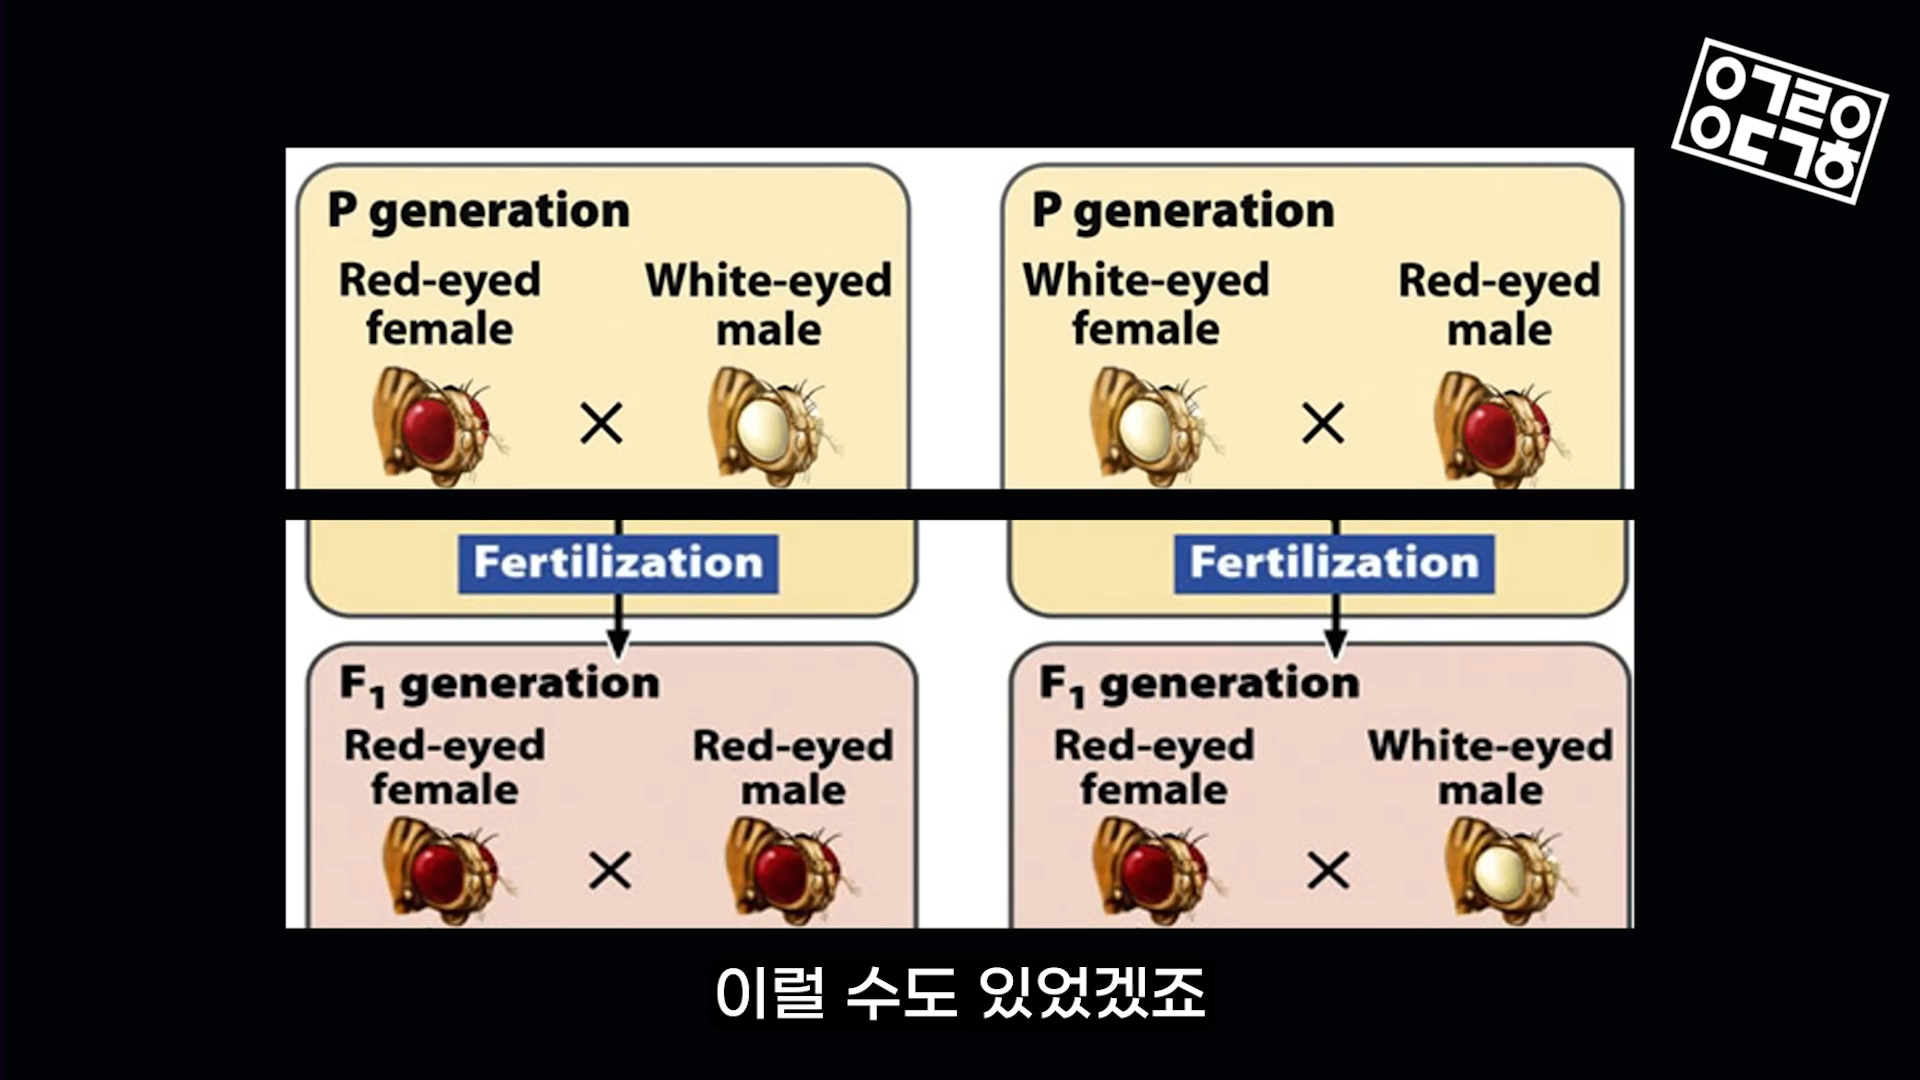 P generation
Red-eyed female
White-eyed male
P generation
White-eyed female
Red-eyed male
Fertilization
Fertilization
F₁ generation
Red-eyed female
Red-eyed male
F₁ generation
Red-eyed female
White-eyed male
이럴 수도 있었겠죠